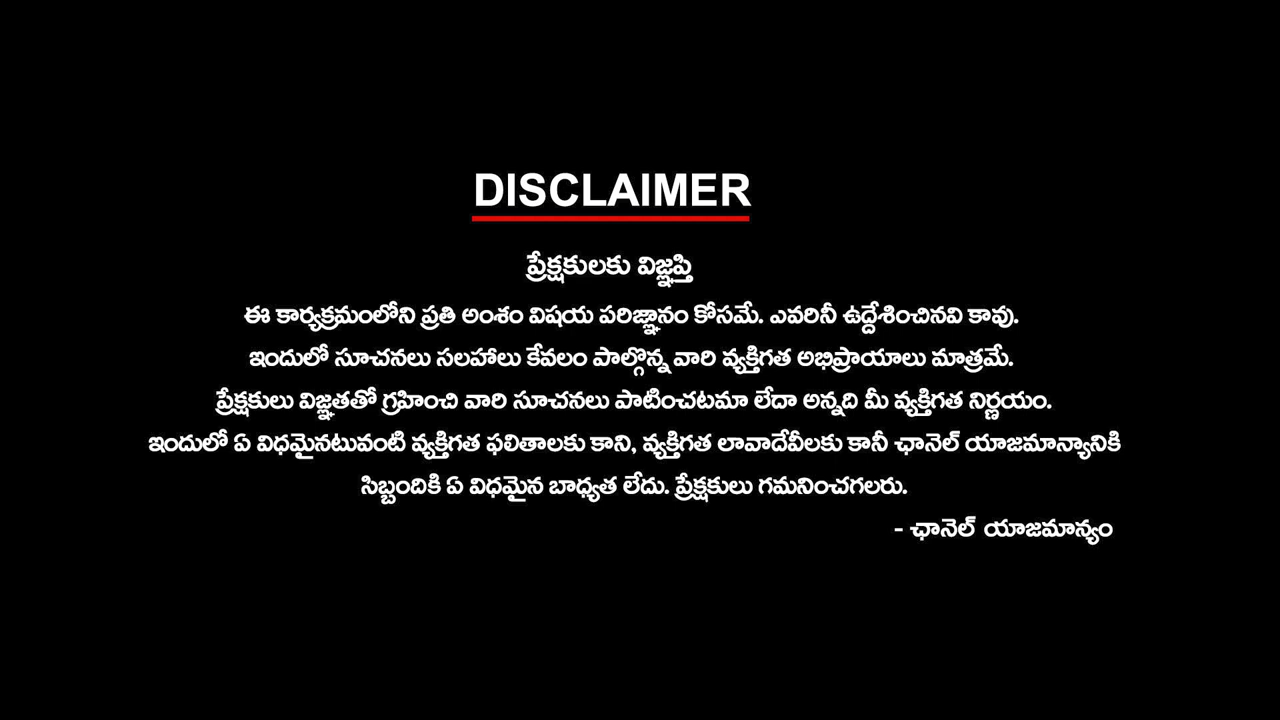 DISCLAIMER
ప్రేక్షకులకు విజ్ఞప్తి
ఈ కార్యక్రమంలోని ప్రతి అంశం విషయ పరిజ్ఞానం కోసమే. ఎవరినీ ఉద్దేశించినవి కావు.
ఇందులో సూచనలు సలహాలు కేవలం పాల్గొన్న వారి వ్యక్తిగత అభిప్రాయాలు మాత్రమే.
ప్రేక్షకులు విజ్ఞతతో గ్రహించి వారి సూచనలు పాటించటమా లేదా అన్నది మీ వ్యక్తిగత నిర్ణయం.
ఇందులో ఏ విధమైనటువంటి వ్యక్తిగత ఫలితాలకు కాని, వ్యక్తిగత లావాదేవీలకు కానీ ఛానెల్ యాజమాన్యానికి
సిబ్బందికి ఏ విధమైన బాధ్యత లేదు. ప్రేక్షకులు గమనించగలరు.
- ఛానెల్ యాజమాన్యం